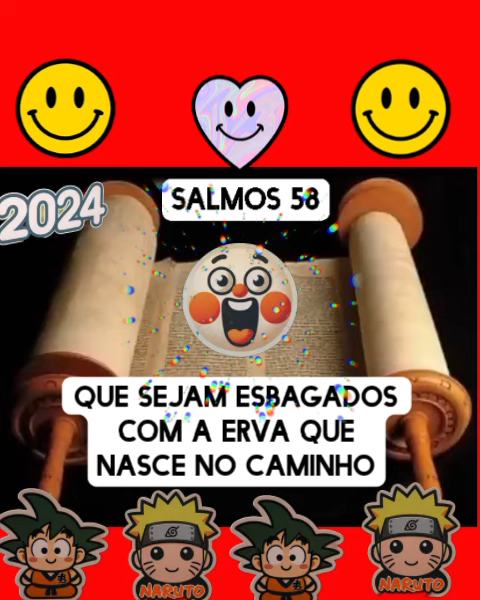 SALMOS 58
2024
QUE SEJAM ESBAGADOS
COM A ERVA QUE
NASCE NO CAMINHO
NARUTO
NARUTO